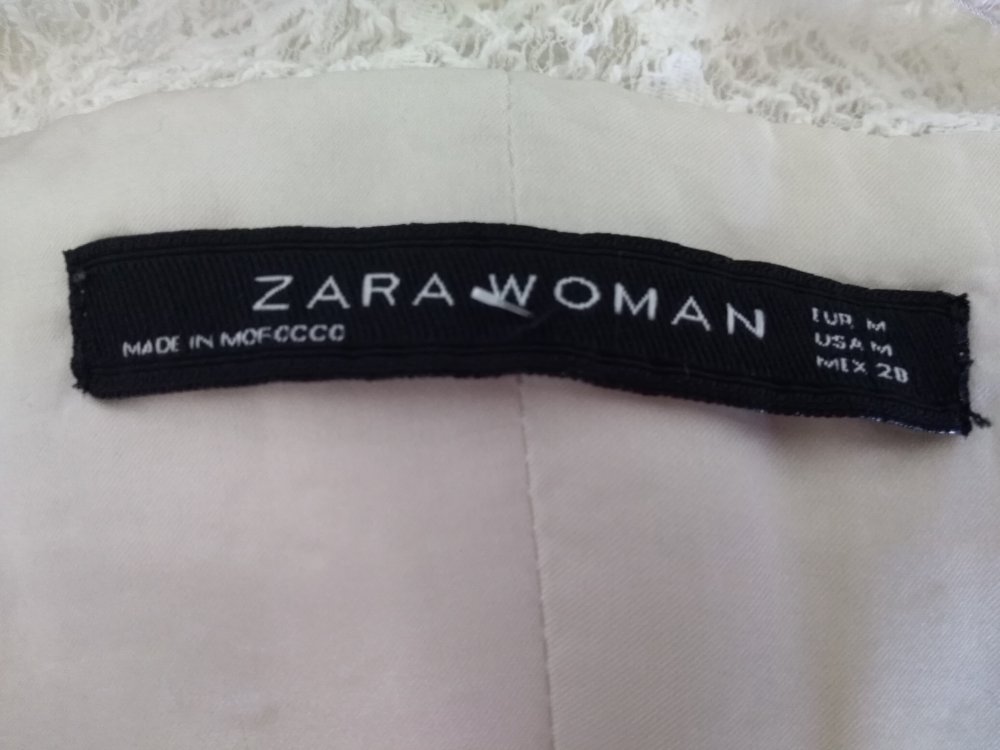 ZARA WOMAN
MADE IN MOROCCO
EUR M
USA M
MEX 28